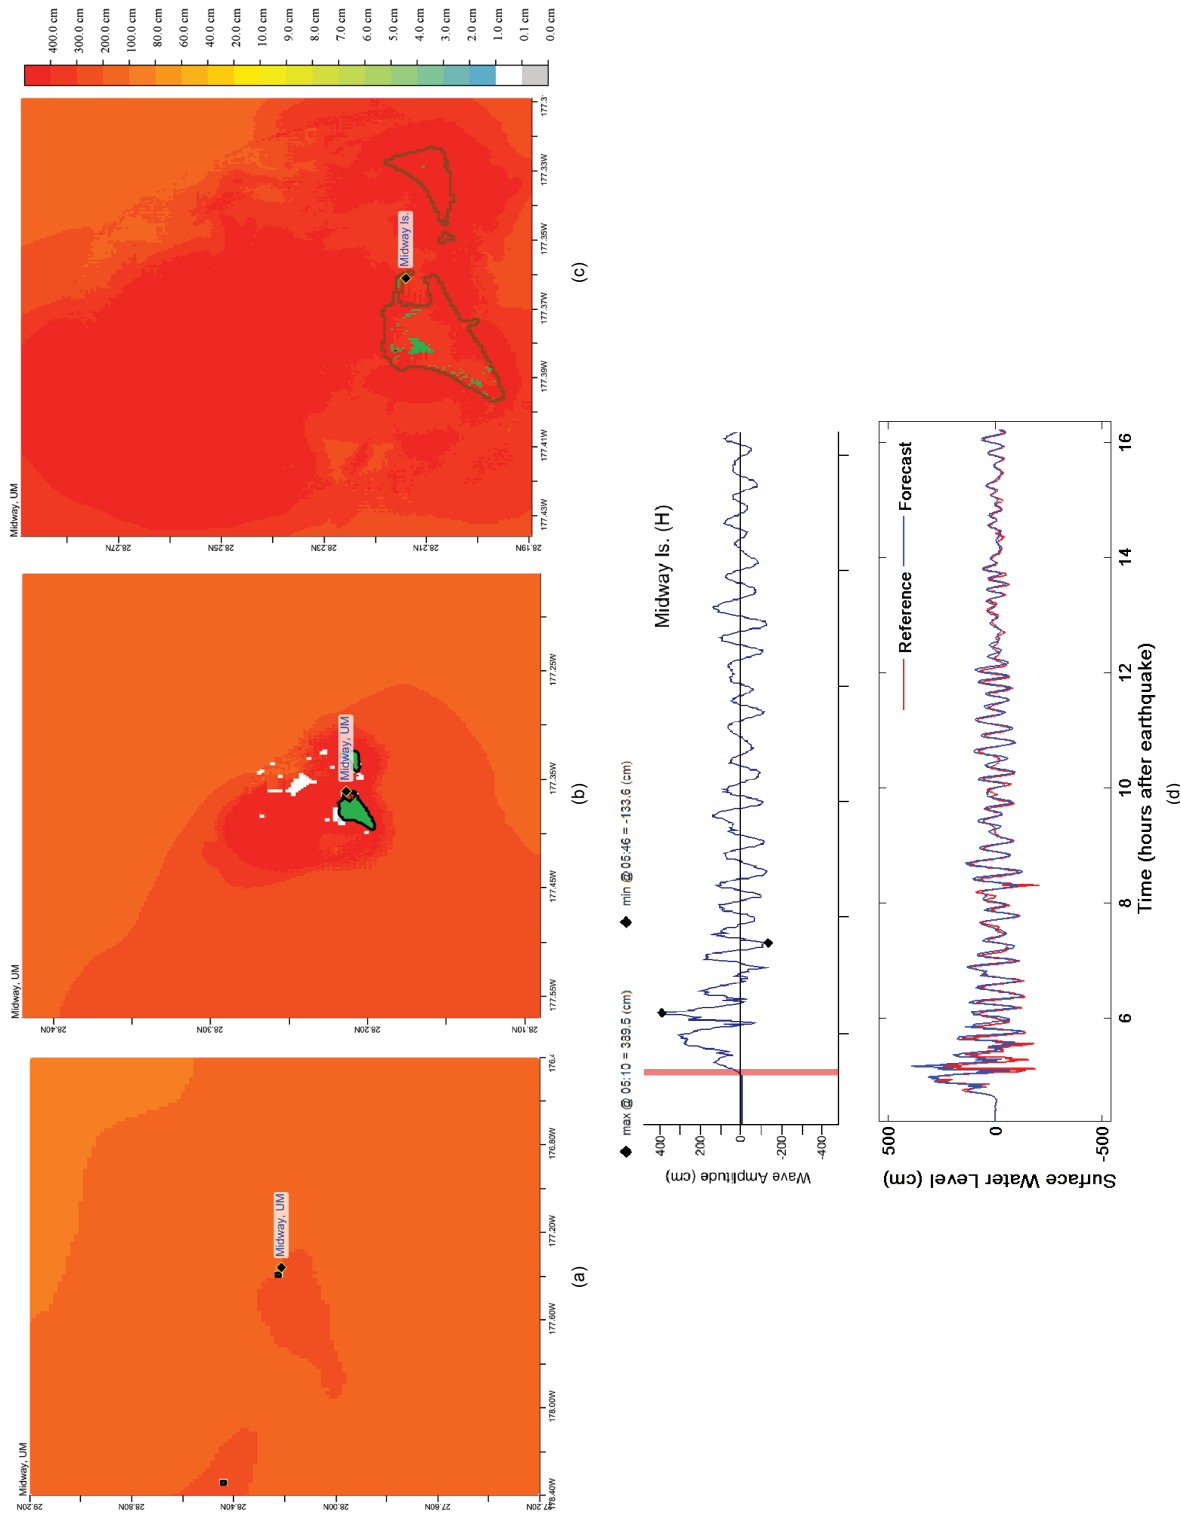 Midway, UM
29.20N
28.80N
28.40N
28.00N
27.60N
27.20N
178.40W
178.00W
177.60W
177.20W
176.80W
176.4
Midway, UM
(a)
Midway, UM
28.40N
28.30N
28.20N
28.10N
177.55W
177.45W
177.35W
177.25W
Midway, UM
(b)
Midway, UM
28.27N
28.25N
28.23N
28.21N
28.19N
177.43W
177.41W
177.39W
177.37W
177.35W
177.33W
177.3
Midway Is.
(c)
400.0 cm
300.0 cm
200.0 cm
100.0 cm
80.0 cm
60.0 cm
40.0 cm
20.0 cm
10.0 cm
9.0 cm
8.0 cm
7.0 cm
6.0 cm
5.0 cm
4.0 cm
3.0 cm
2.0 cm
1.0 cm
0.1 cm
0.0 cm
max @ 05:10 = 389.5 (cm)
min @ 05:46 = -133.6 (cm)
Midway Is. (H)
Wave Amplitude (cm)
400
200
0
-200
-400
Reference
Forecast
Surface Water Level (cm)
500
0
-500
6
8
10
12
14
16
Time (hours after earthquake)
(d)